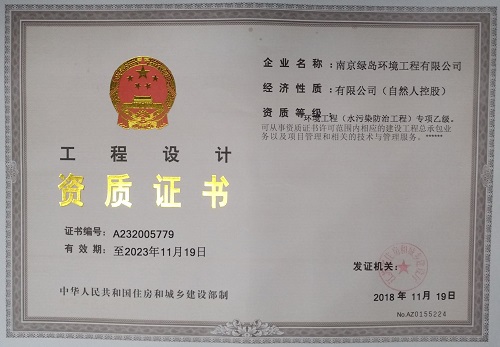 工程设计
资质证书
证书编号: A232005779
有效期: 至2023年11月19日
中华人民共和国住房和城乡建设部制
企业名称: 南京绿岛环境工程有限公司
经济性质: 有限公司（自然人控股）
资质等级: 环境工程（水污染防治工程）专项乙级。
可从事资质证书许可范围内相应的建设工程总承包业
务以及项目管理和相关的技术与管理服务。******
发证机关:
2018 年 11 月 19日
No.AZ0155224